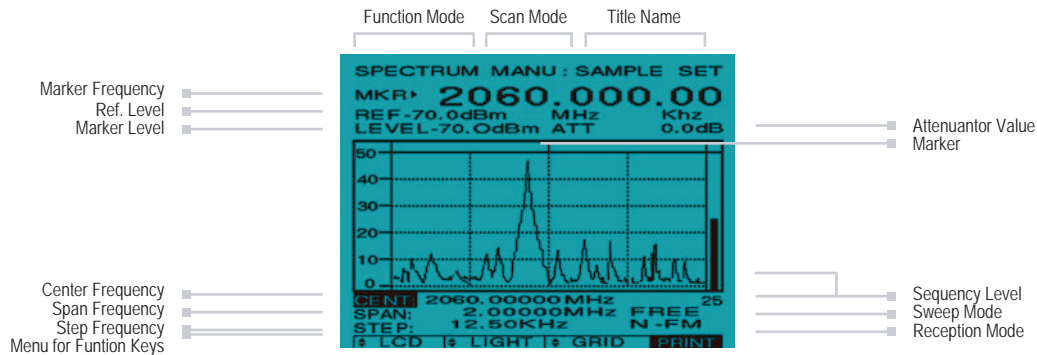 Function Mode Scan Mode Title Name
SPECTRUM MANU : SAMPLE SET
Marker Frequency
MKR 2060.000.00
Ref. Level
REF-70.0dBm MHz Khz
Marker Level
LEVEL-70.OdBm ATT 0.0dB
Attenuantor Value
Marker
50
40
30
20
10
0
Center Frequency
CENT: 2060.00000MHz 25
Sequency Level
Span Frequency
SPAN: 2.00000MHz FREE
Sweep Mode
Step Frequency
STEP: 12.50KHz N-FM
Reception Mode
Menu for Funtion Keys
LCD LIGHT GRID PRINT